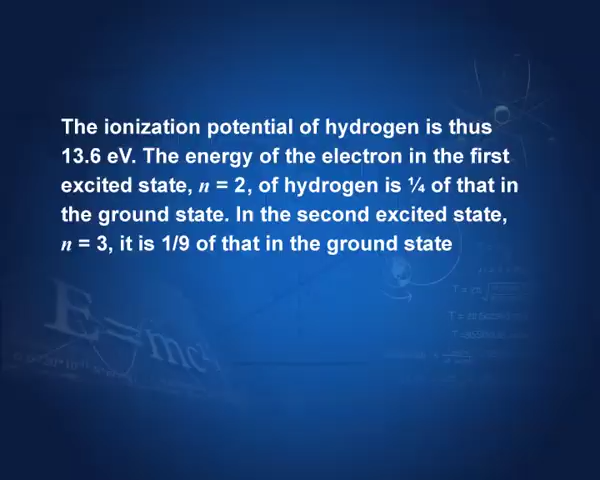 The ionization potential of hydrogen is thus
13.6 eV. The energy of the electron in the first
excited state, n = 2, of hydrogen is ¼ of that in
the ground state. In the second excited state,
n = 3, it is 1/9 of that in the ground state
E=mc²